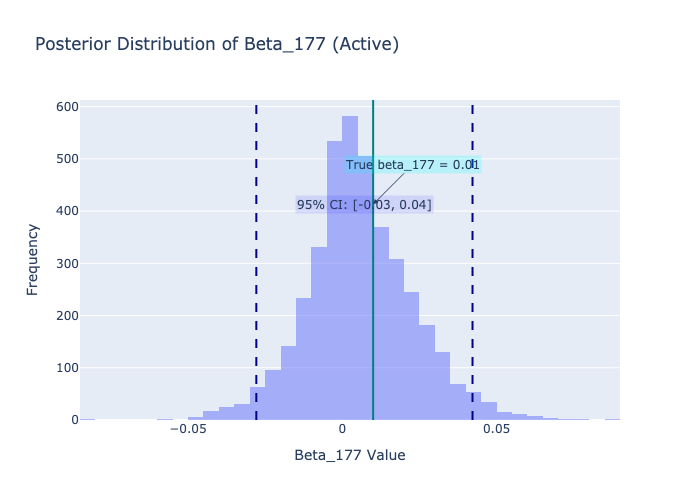 Posterior Distribution of Beta_177 (Active)
600
500
400
300
200
100
0
Frequency
True beta_177 = 0.01
95% CI: [-0.03, 0.04]
−0.05
0
0.05
Beta_177 Value